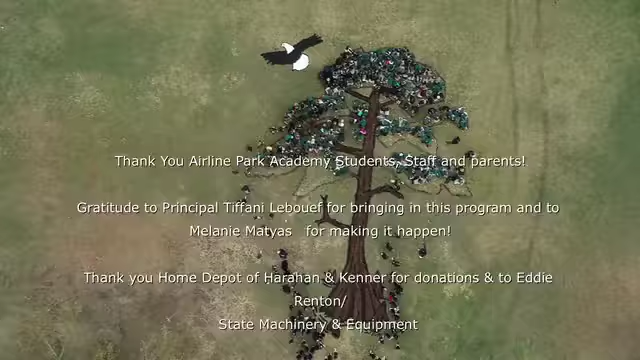 Thank You Airline Park Academy Students, Staff and parents!
Gratitude to Principal Tiffani Lebouef for bringing in this program and to
Melanie Matyas for making it happen!
Thank you Home Depot of Harahan & Kenner for donations & to Eddie
Renton/
State Machinery & Equipment